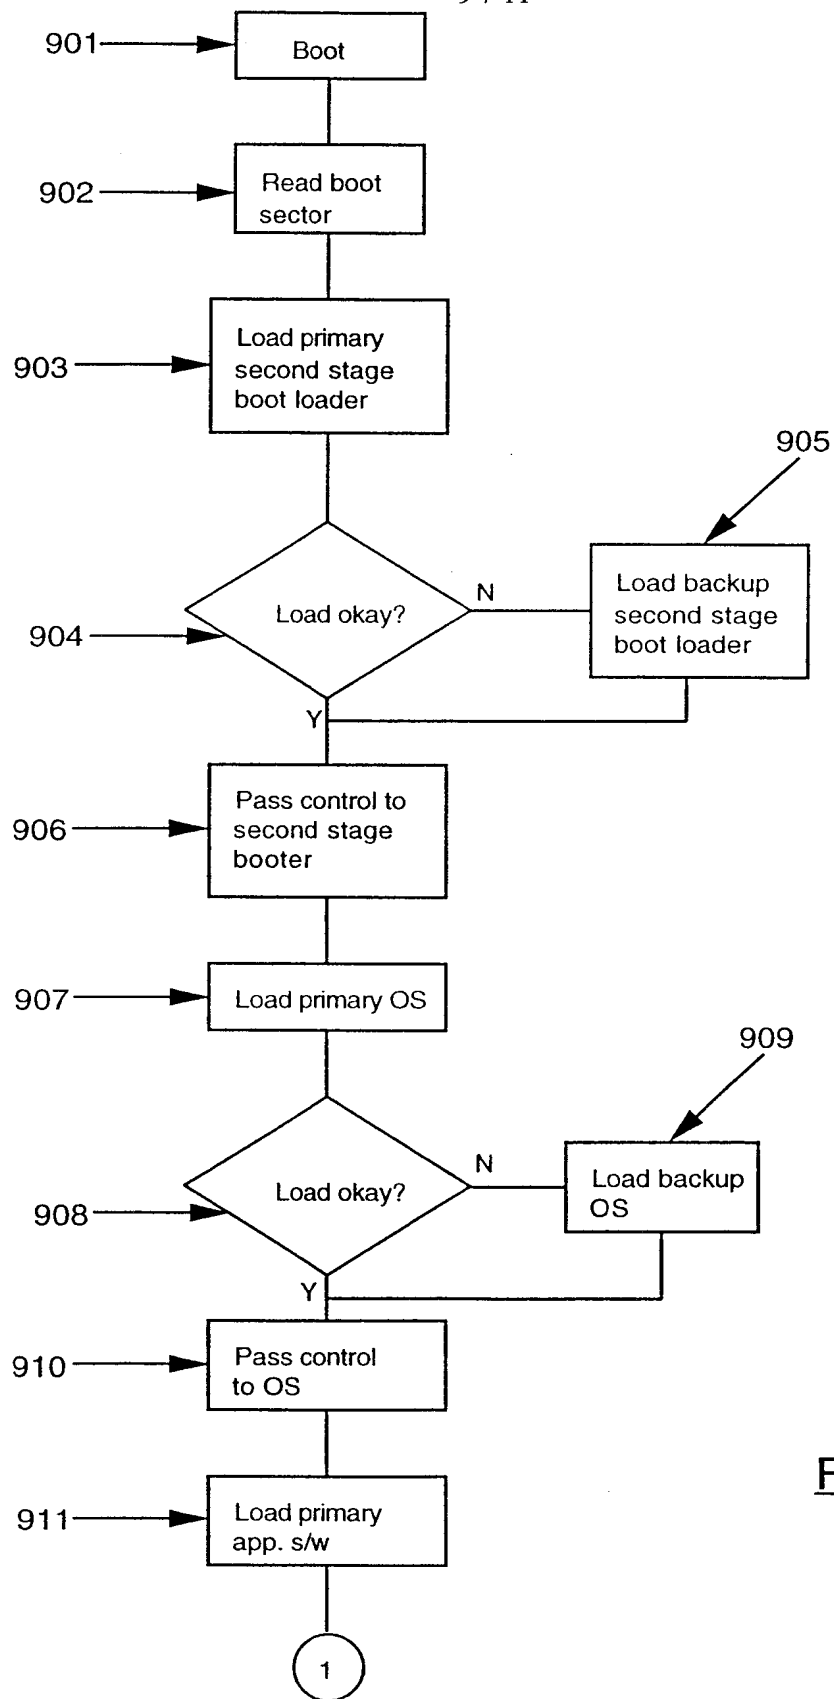 901
Boot
902
Read boot
sector
903
Load primary
second stage
boot loader
905
904
Load okay?
N
Load backup
second stage
boot loader
Y
906
Pass control to
second stage
booter
907
Load primary OS
909
908
Load okay?
N
Load backup
OS
Y
910
Pass control
to OS
911
Load primary
app. s/w
1